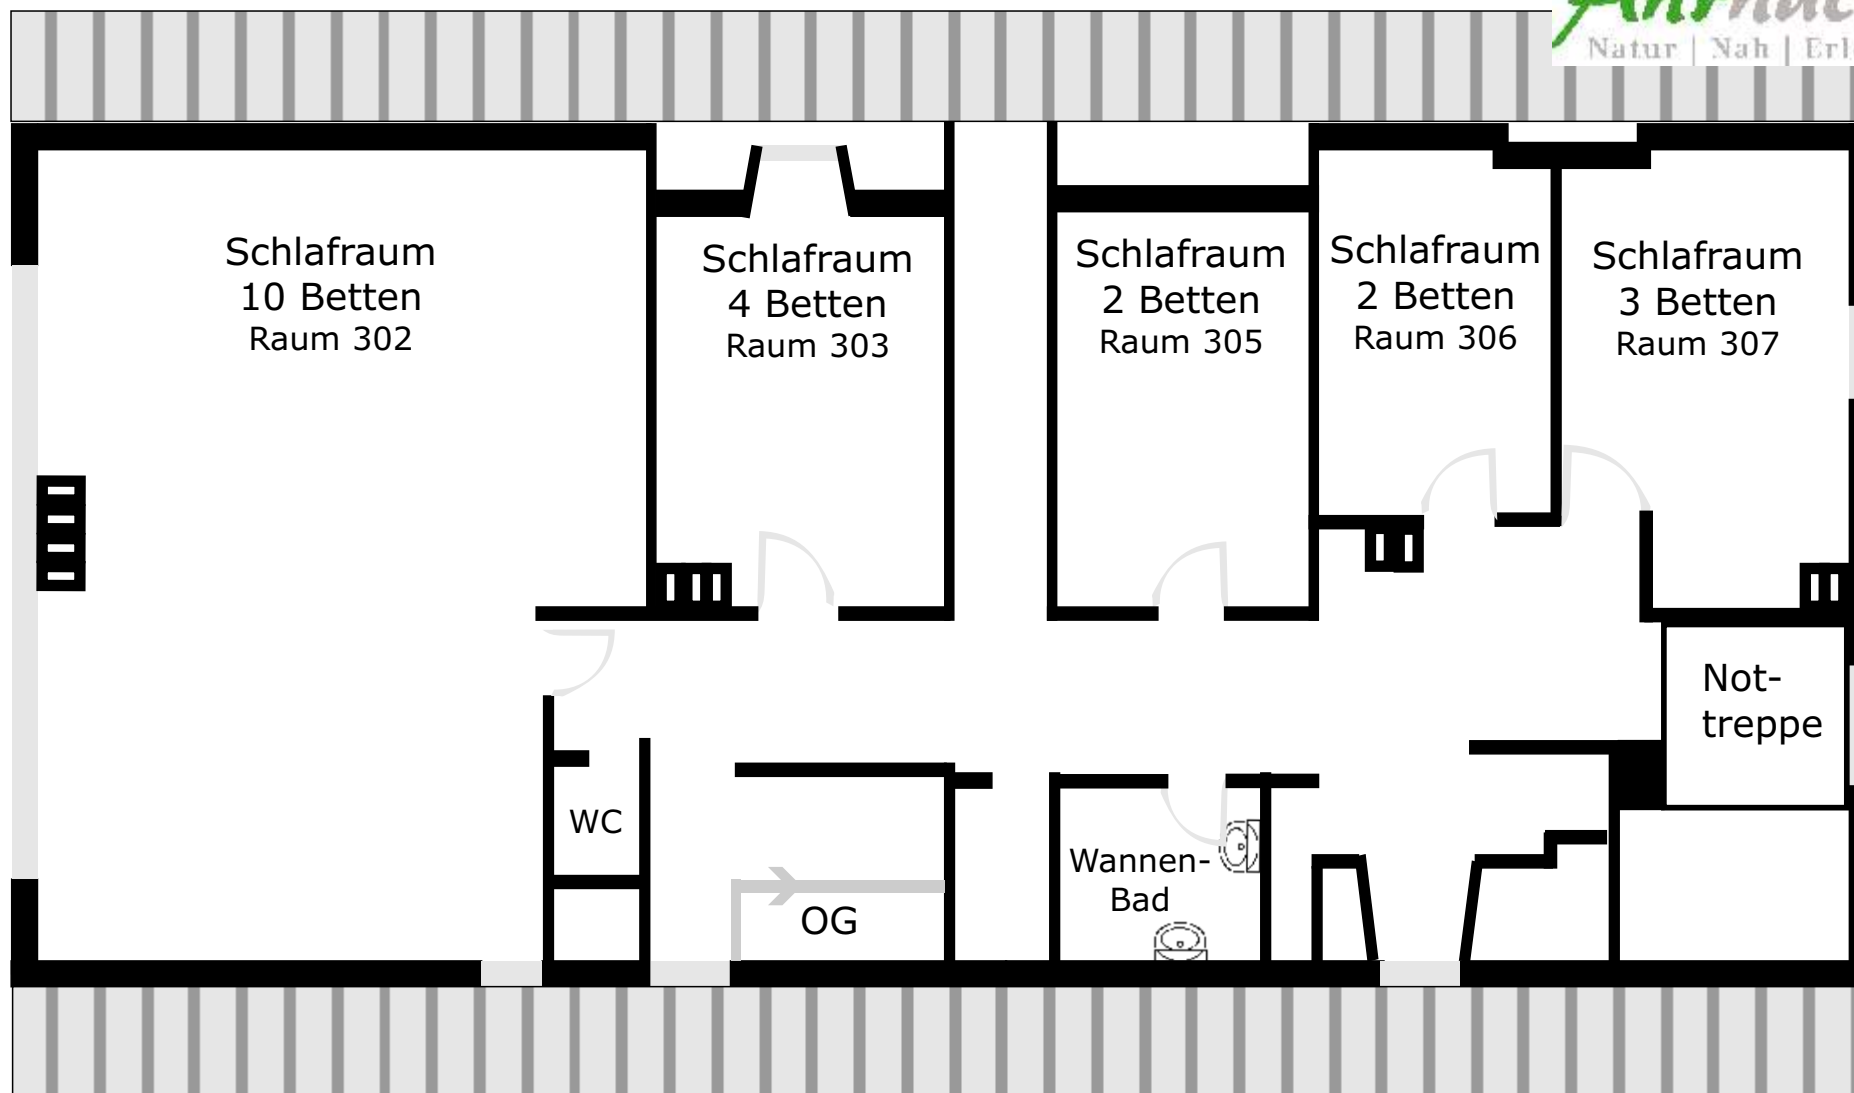 Natur | Nah | Erl
Schlafraum
10 Betten
Raum 302
Schlafraum
4 Betten
Raum 303
Schlafraum
2 Betten
Raum 305
Schlafraum
2 Betten
Raum 306
Schlafraum
3 Betten
Raum 307
Not-
treppe
WC
OG
Wannen-
Bad